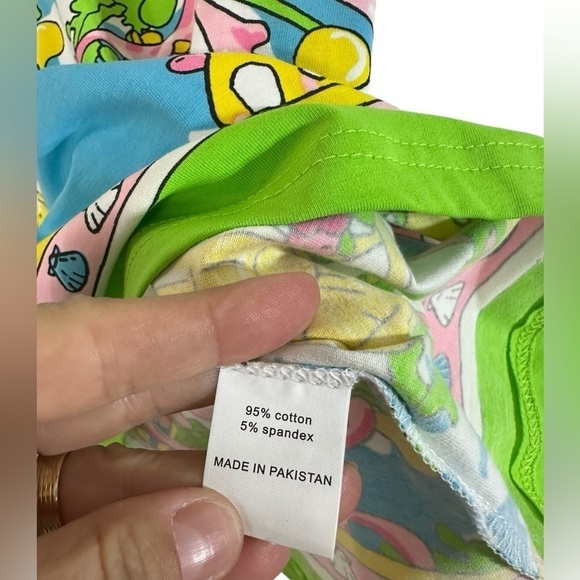 95% cotton
5% spandex
MADE IN PAKISTAN